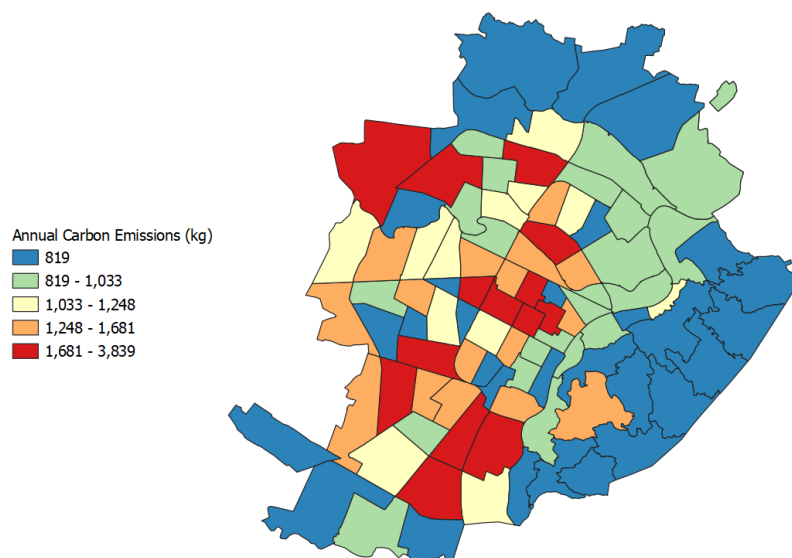 Annual Carbon Emissions (kg)
819
819 - 1,033
1,033 - 1,248
1,248 - 1,681
1,681 - 3,839